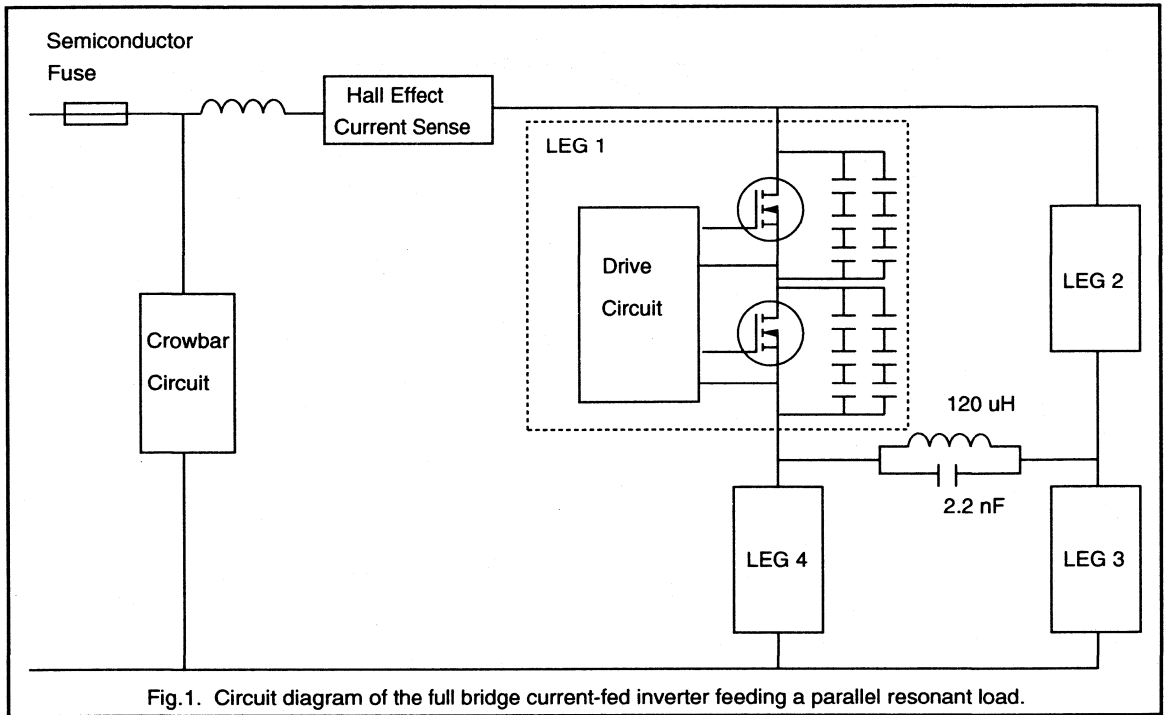 Semiconductor
Fuse
Hall Effect
Current Sense
LEG 1
Drive
Circuit
LEG 2
Crowbar
Circuit
120 uH
2.2 nF
LEG 4
LEG 3
Fig.1. Circuit diagram of the full bridge current-fed inverter feeding a parallel resonant load.